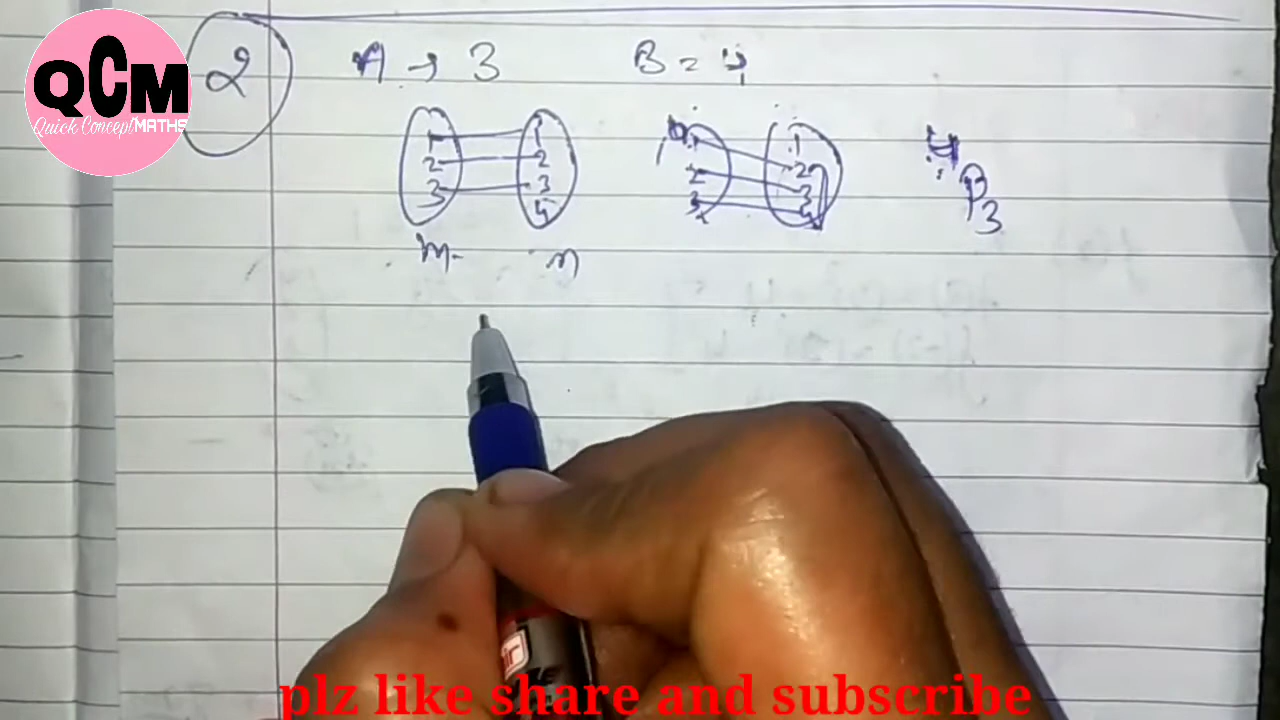 QCM
Quick Concept MATHS
2
A → 3 B = 4
1 1 1 1 4P3
2 2 2 2
3 3 3 3
4 4
m n
plz like share and subscribe